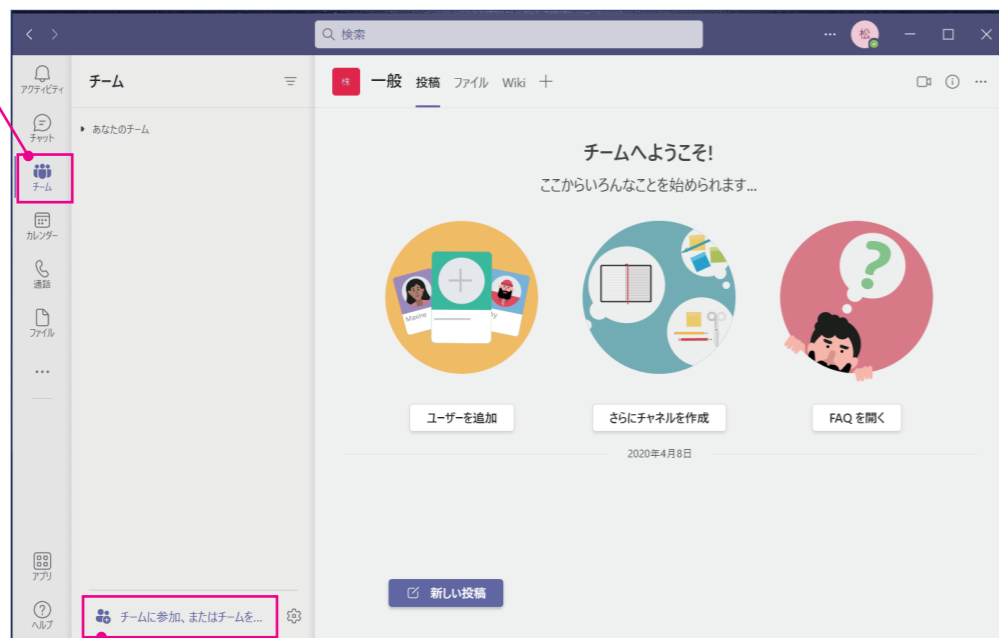 検索
松
アクティビティ
チャット
チーム
カレンダー
通話
ファイル
アプリ
ヘルプ
チーム
あなたのチーム
チームに参加、またはチームを...
株
一般 投稿 ファイル Wiki
チームへようこそ!
ここからいろんなことを始められます...
Maxine
ユーザーを追加
さらにチャネルを作成
FAQ を開く
2020年4月8日
新しい投稿